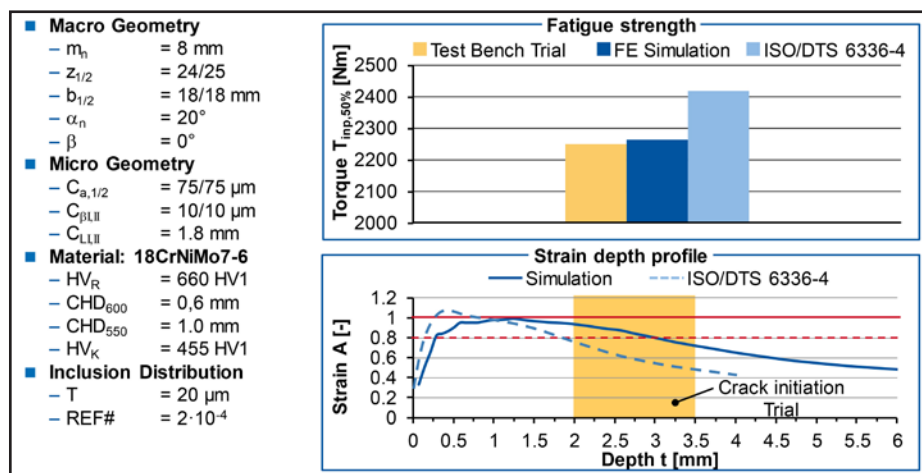 ■ Macro Geometry
– mₙ = 8 mm
– z₁/₂ = 24/25
– b₁/₂ = 18/18 mm
– αₙ = 20°
– β = 0°
■ Micro Geometry
– Cₐ,₁/₂ = 75/75 µm
– C_βI,II = 10/10 µm
– C_LI,II = 1.8 mm
■ Material: 18CrNiMo7-6
– HV_R = 660 HV1
– CHD₆₀₀ = 0,6 mm
– CHD₅₅₀ = 1.0 mm
– HV_K = 455 HV1
■ Inclusion Distribution
– T = 20 µm
– REF# = 2·10⁻⁴
Fatigue strength
Test Bench Trial FE Simulation ISO/DTS 6336-4
Torque T_inp,50% [Nm]
2500
2400
2300
2200
2100
2000
Strain depth profile
Simulation ISO/DTS 6336-4
Strain A [-]
1.2
1
0.8
0.6
0.4
0.2
0
Crack initiation
Trial
0 0.5 1 1.5 2 2.5 3 3.5 4 4.5 5 5.5 6
Depth t [mm]